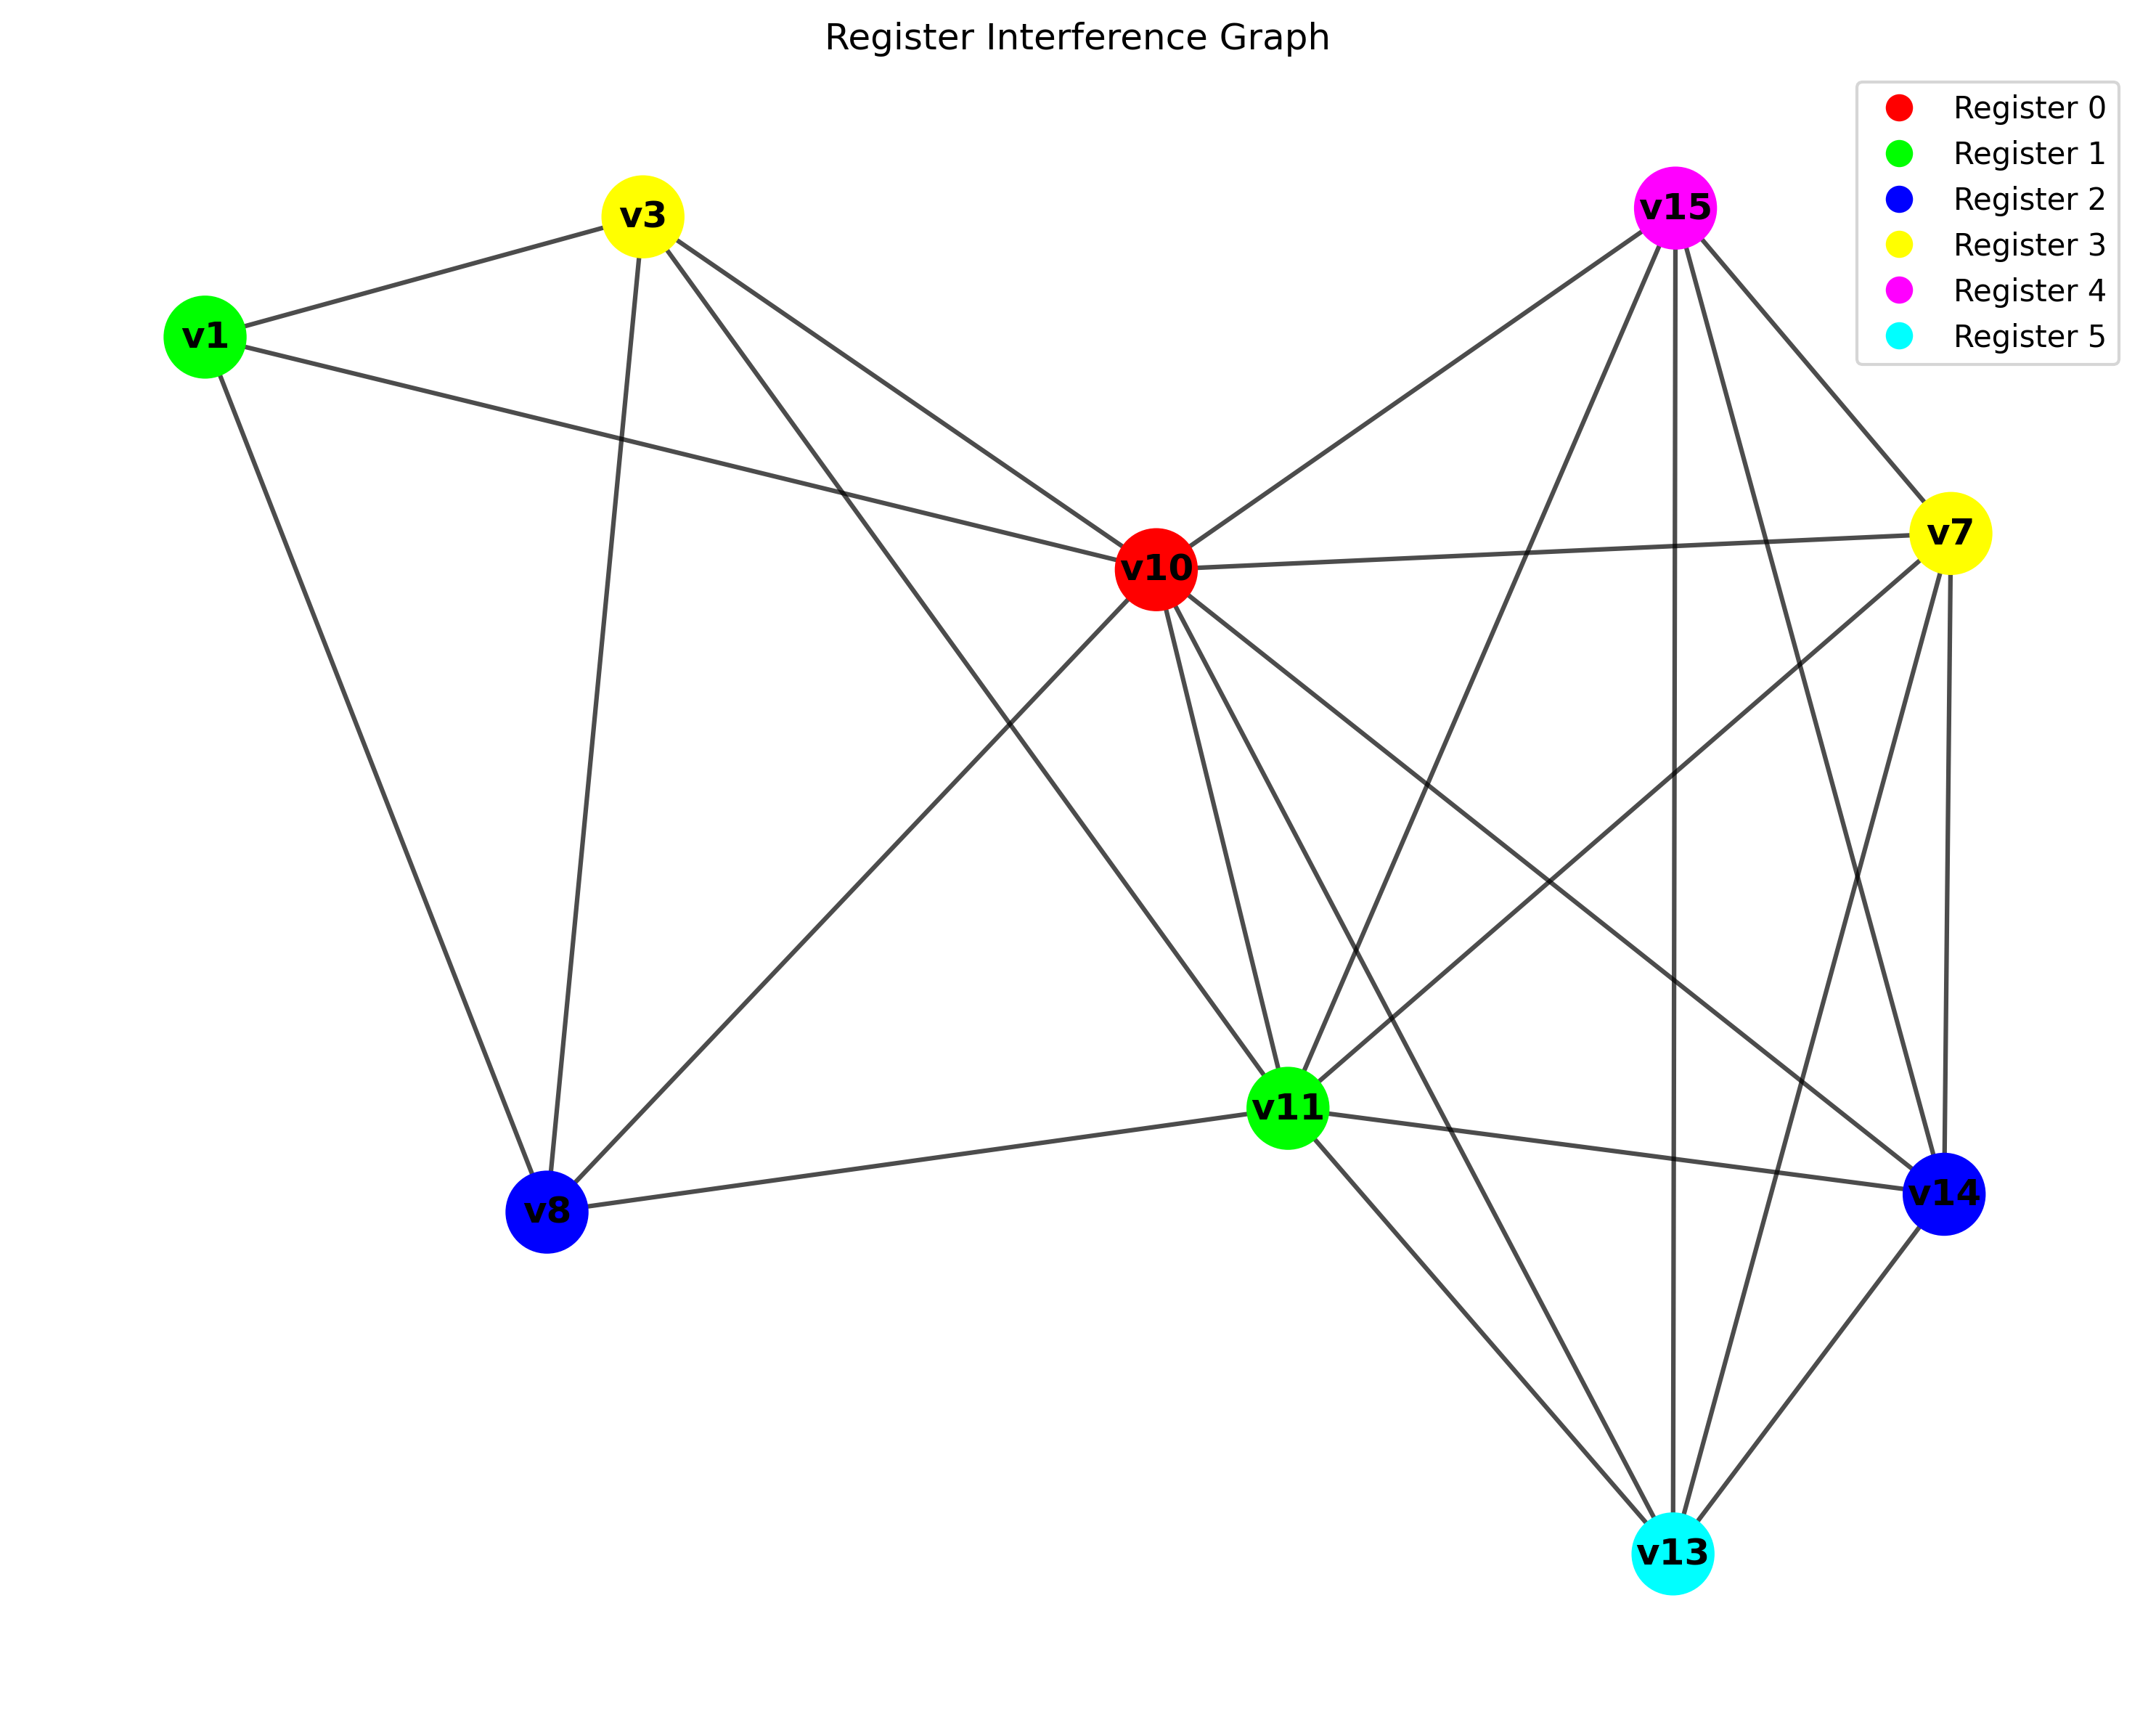 Register Interference Graph
Register 0
Register 1
Register 2
Register 3
Register 4
Register 5
v15
v3
v1
v7
v10
v11
v14
v8
v13